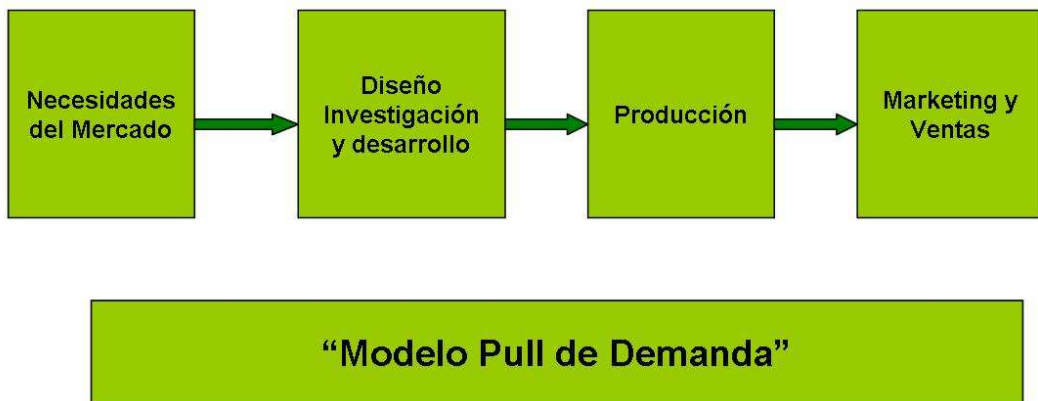 Necesidades
del Mercado
Diseño
Investigación
y desarrollo
Producción
Marketing y
Ventas
“Modelo Pull de Demanda”